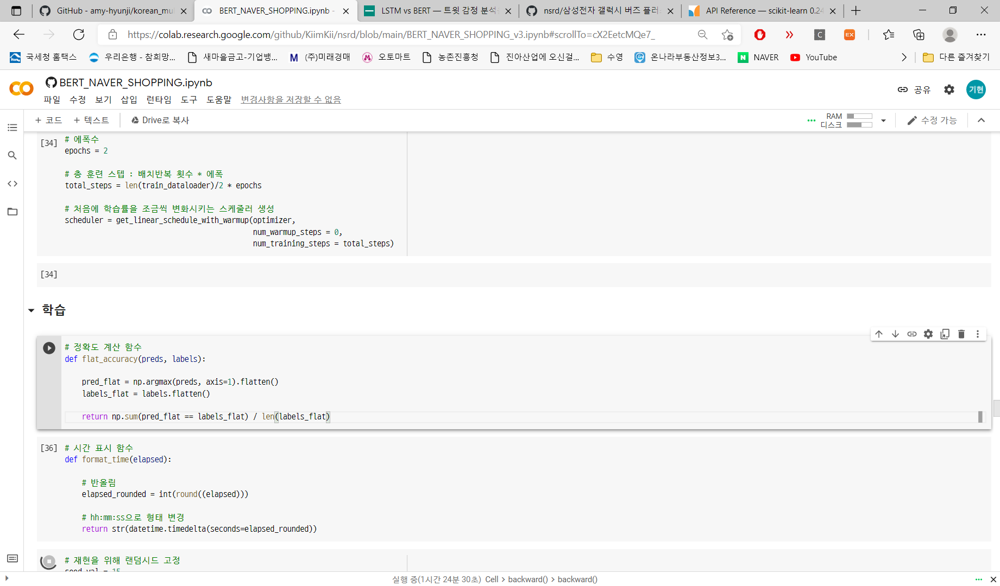 GitHub - amy-hyunji/korean_mu
BERT_NAVER_SHOPPING.ipynb -
LSTM vs BERT — 트윗 감정 분석
nsrd/삼성전자 갤럭시 버즈 플러
API Reference — scikit-learn 0.24
https://colab.research.google.com/github/KiimKii/nsrd/blob/main/BERT_NAVER_SHOPPING_v3.ipynb#scrollTo=cX2EetcMQe7_
국세청 홈택스
우리은행 - 참희망...
새마을금고-기업뱅...
(주)미래경매
오토마트
농촌진흥청
진아산업에 오신걸...
수영
온나라부동산정보3...
NAVER
YouTube
다른 즐겨찾기
BERT_NAVER_SHOPPING.ipynb
파일 수정 보기 삽입 런타임 도구 도움말 변경사항을 저장할 수 없음
공유
기현
+ 코드 + 텍스트 Drive로 복사
RAM
디스크
수정 가능
[34] # 에폭수
epochs = 2
# 총 훈련 스텝 : 배치반복 횟수 * 에폭
total_steps = len(train_dataloader)/2 * epochs
# 처음에 학습률을 조금씩 변화시키는 스케줄러 생성
scheduler = get_linear_schedule_with_warmup(optimizer,
num_warmup_steps = 0,
num_training_steps = total_steps)
[34]
학습
# 정확도 계산 함수
def flat_accuracy(preds, labels):
pred_flat = np.argmax(preds, axis=1).flatten()
labels_flat = labels.flatten()
return np.sum(pred_flat == labels_flat) / len(labels_flat)
[36] # 시간 표시 함수
def format_time(elapsed):
# 반올림
elapsed_rounded = int(round((elapsed)))
# hh:mm:ss으로 형태 변경
return str(datetime.timedelta(seconds=elapsed_rounded))
# 재현을 위해 랜덤시드 고정
seed_val = 15
실행 중(1시간 24분 30초) Cell > backward() > backward()